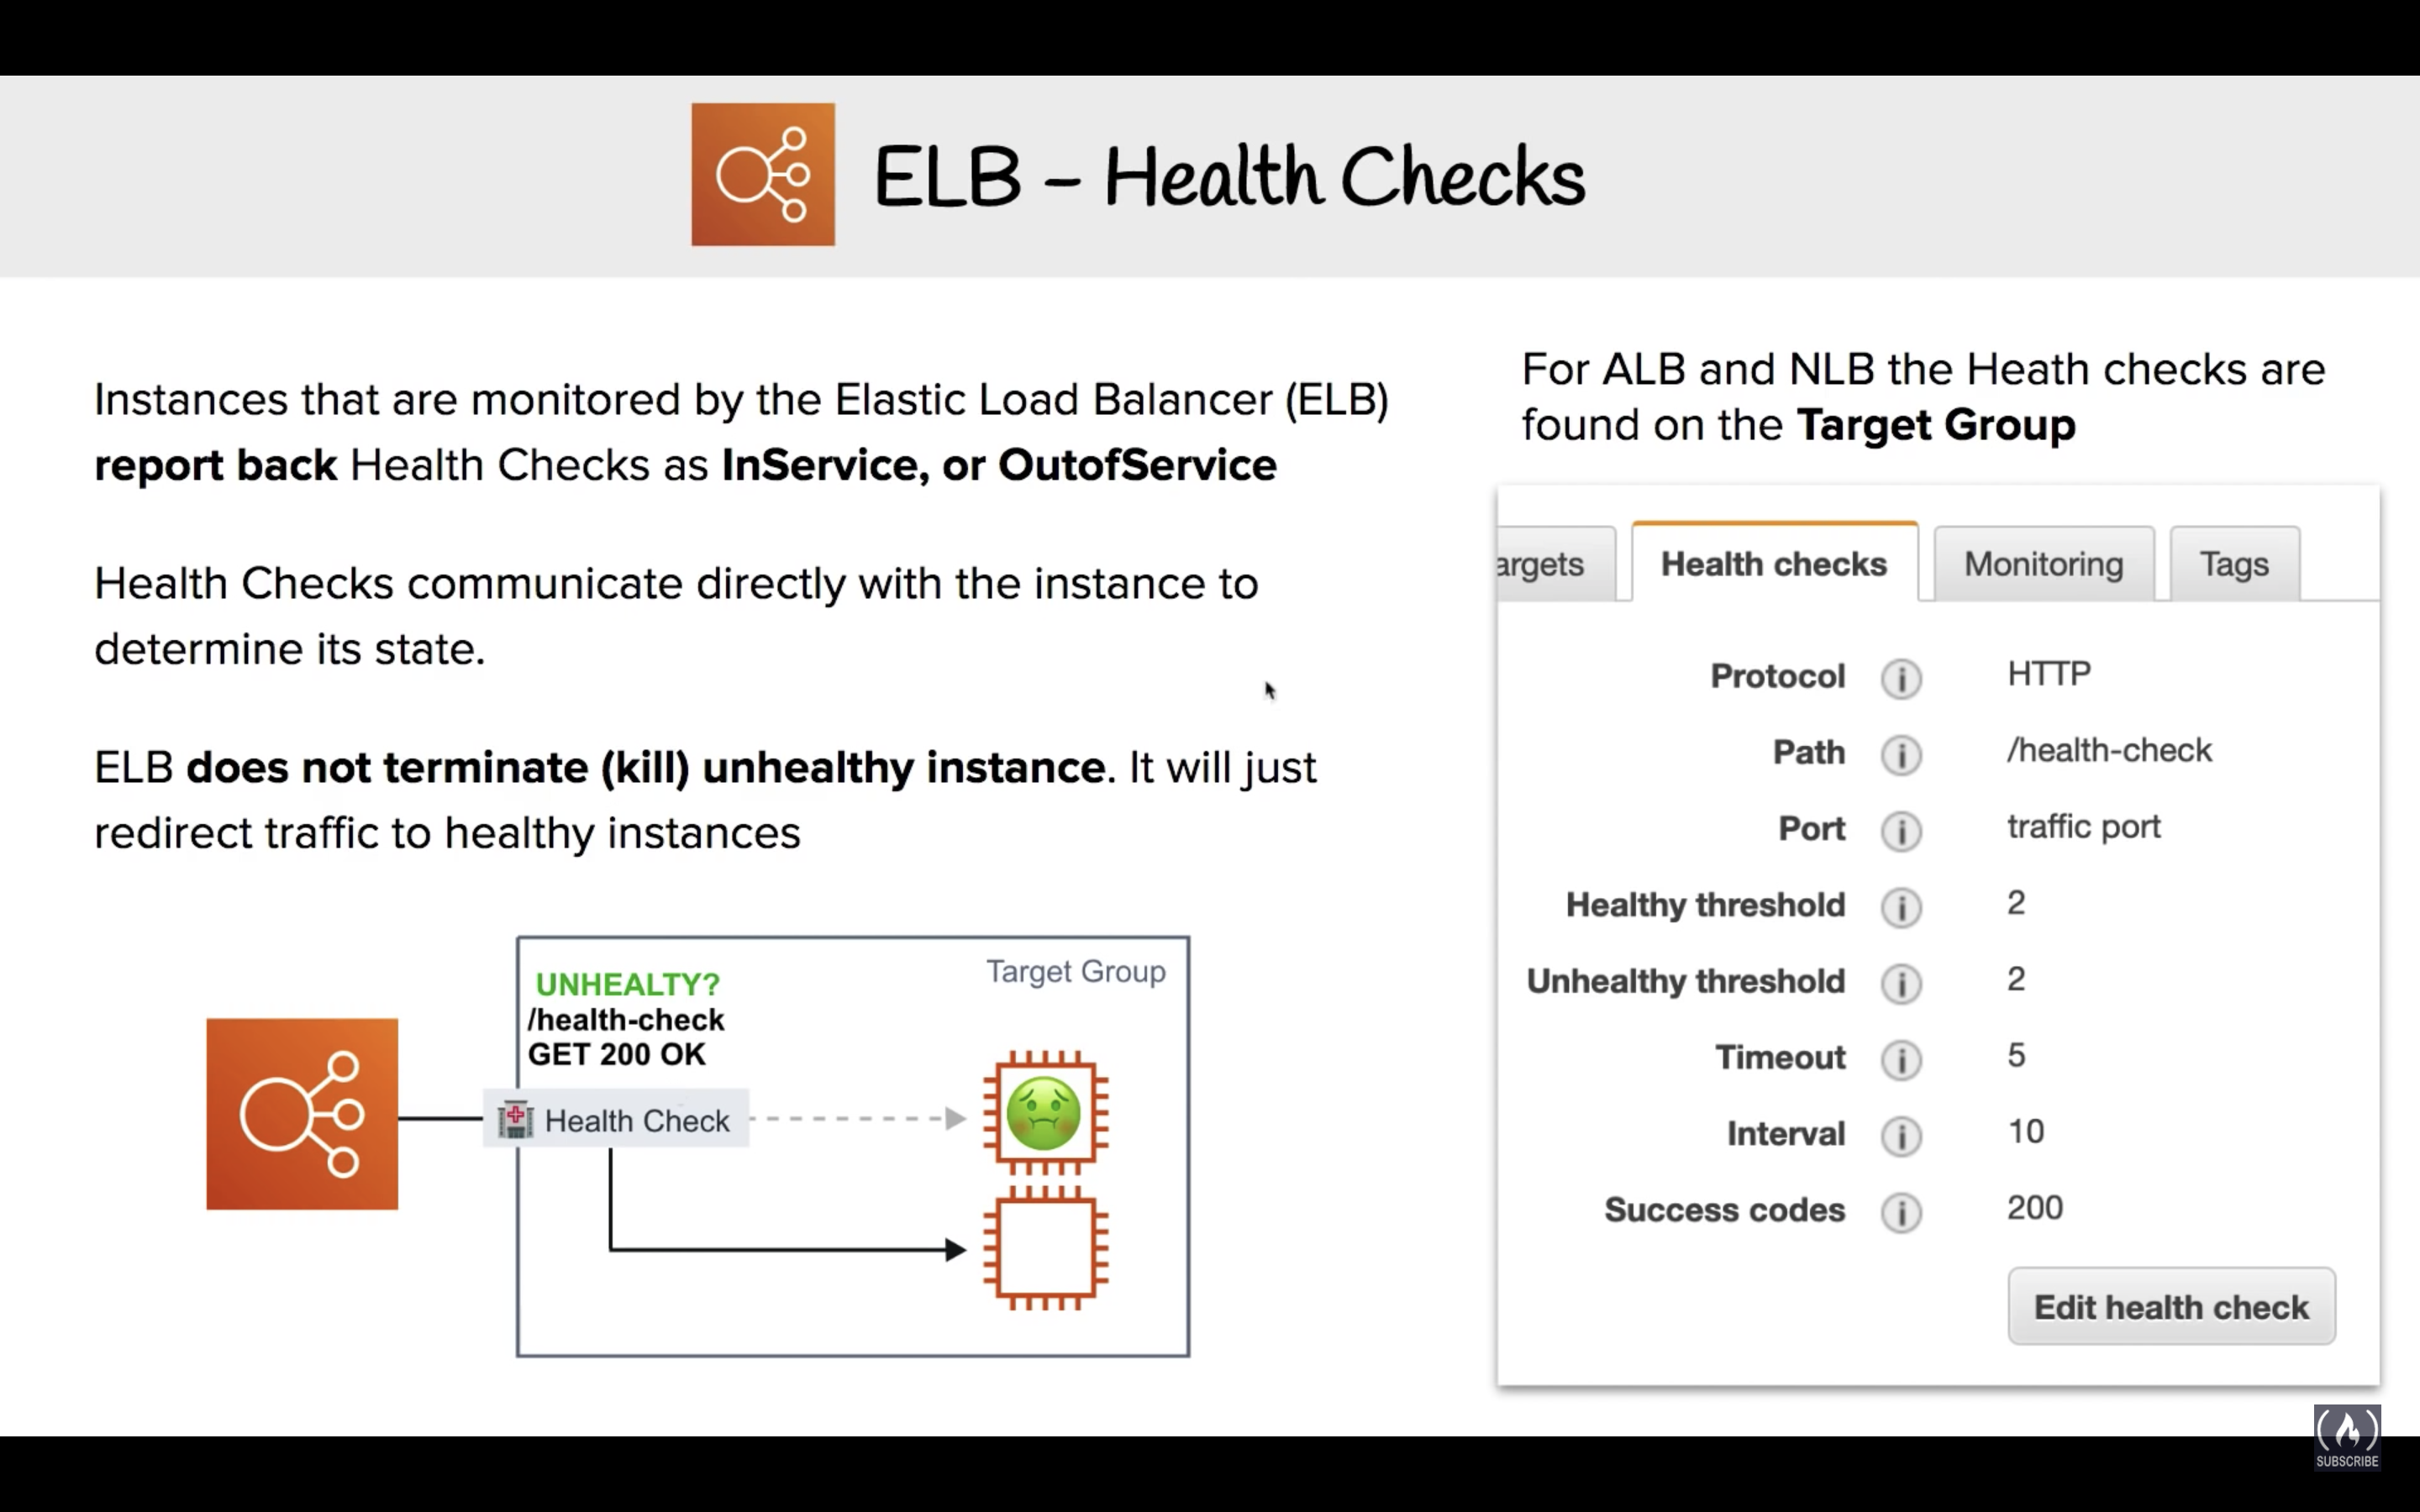 ELB – Health Checks
Instances that are monitored by the Elastic Load Balancer (ELB)
report back Health Checks as InService, or OutofService
Health Checks communicate directly with the instance to
determine its state.
ELB does not terminate (kill) unhealthy instance. It will just
redirect traffic to healthy instances
UNHEALTY?
/health-check
GET 200 OK
Target Group
Health Check
For ALB and NLB the Heath checks are
found on the Target Group
argets Health checks Monitoring Tags
Protocol HTTP
Path /health-check
Port traffic port
Healthy threshold 2
Unhealthy threshold 2
Timeout 5
Interval 10
Success codes 200
Edit health check
SUBSCRIBE